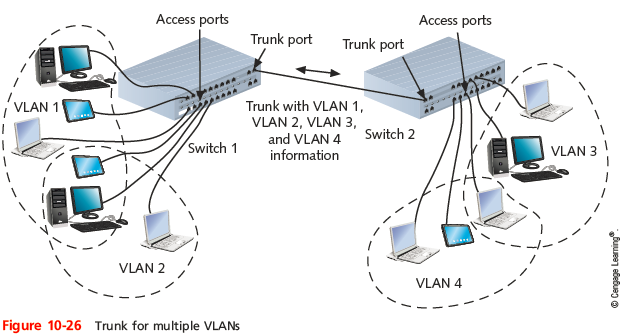 Access ports
Trunk port
Access ports
Trunk port
VLAN 1
Switch 1
Trunk with VLAN 1,
VLAN 2, VLAN 3,
and VLAN 4
information
Switch 2
VLAN 3
VLAN 2
VLAN 4
© Cengage Learning®.
Figure 10-26 Trunk for multiple VLANs